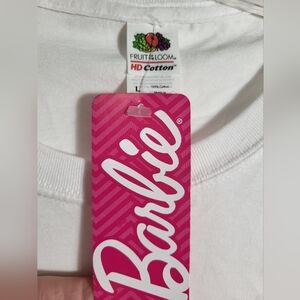 FRUIT OF THE LOOM
HD Cotton
L
Barbie®